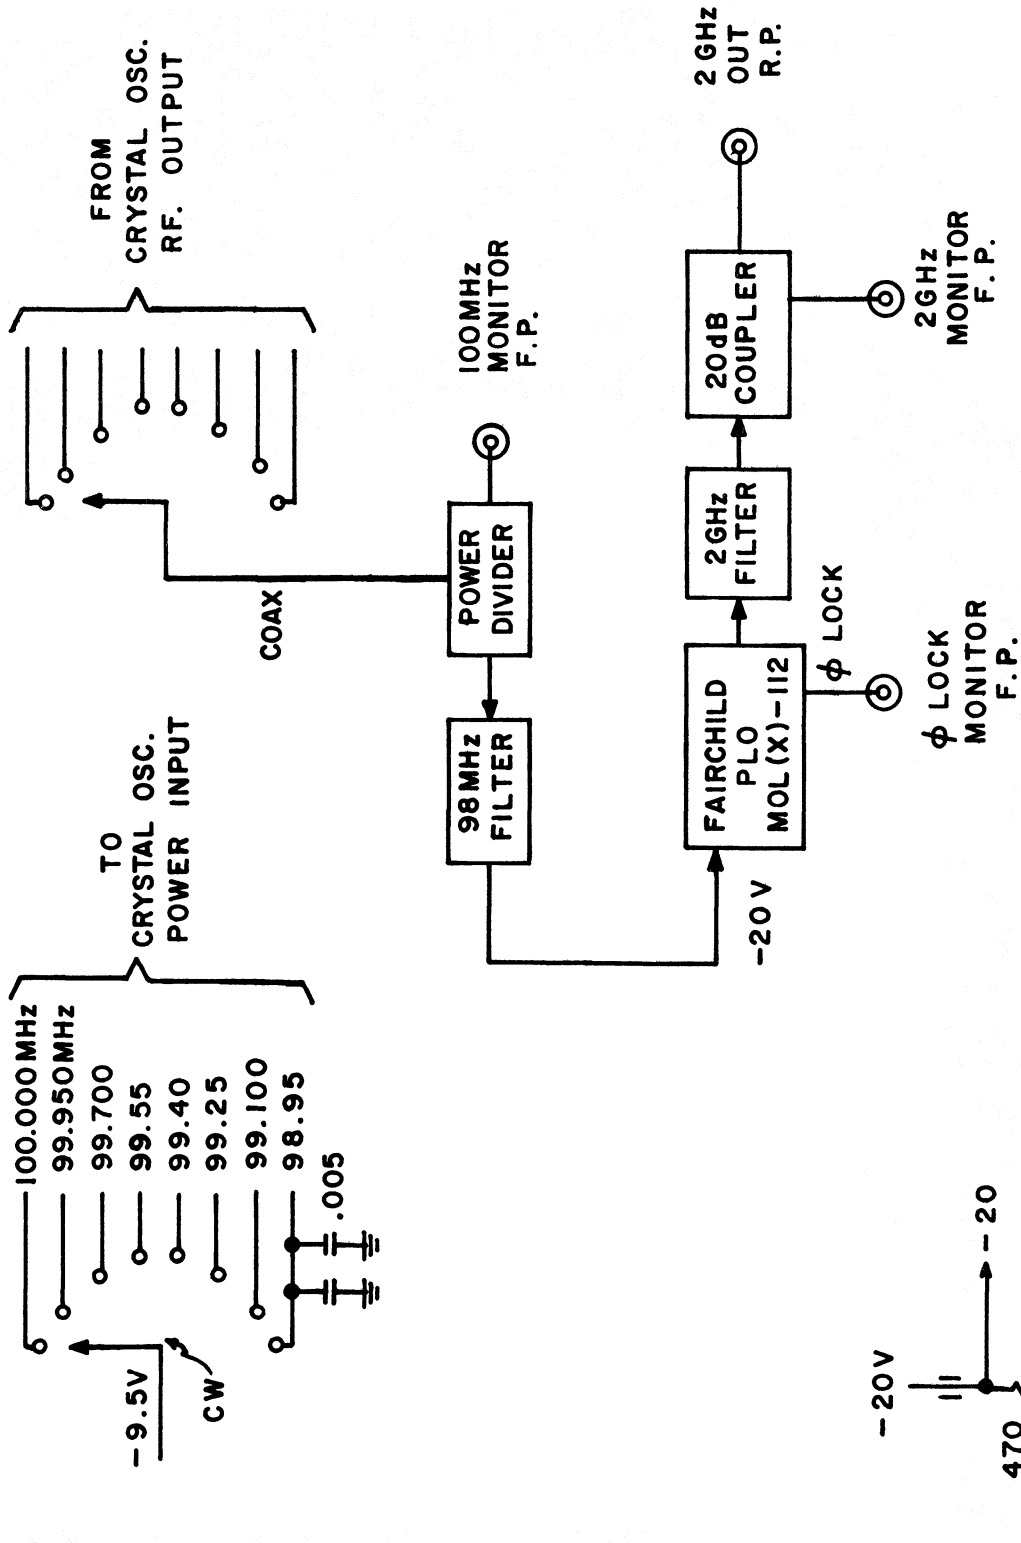 TO
CRYSTAL OSC.
POWER INPUT
FROM
CRYSTAL OSC.
RF. OUTPUT
100.000MHz
99.950MHz
99.700
99.55
99.40
99.25
99.100
98.95
.005
-9.5V
CW
COAX
98MHz
FILTER
POWER
DIVIDER
100MHz
MONITOR
F.P.
-20V
FAIRCHILD
PLO
MOL(X)-112
ϕ LOCK
ϕ LOCK
MONITOR
F.P.
2GHz
FILTER
20dB
COUPLER
2GHz
MONITOR
F.P.
2GHz
OUT
R.P.
-20V
-20
470